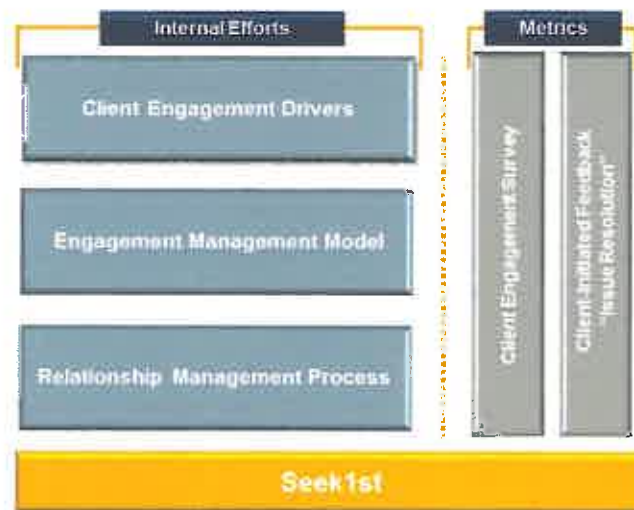 Internal Efforts
Metrics
Client Engagement Drivers
Engagement Management Model
Relationship Management Process
Client Engagement Survey
Client-Initiated Feedback
"Issue Resolution"
Seek1st